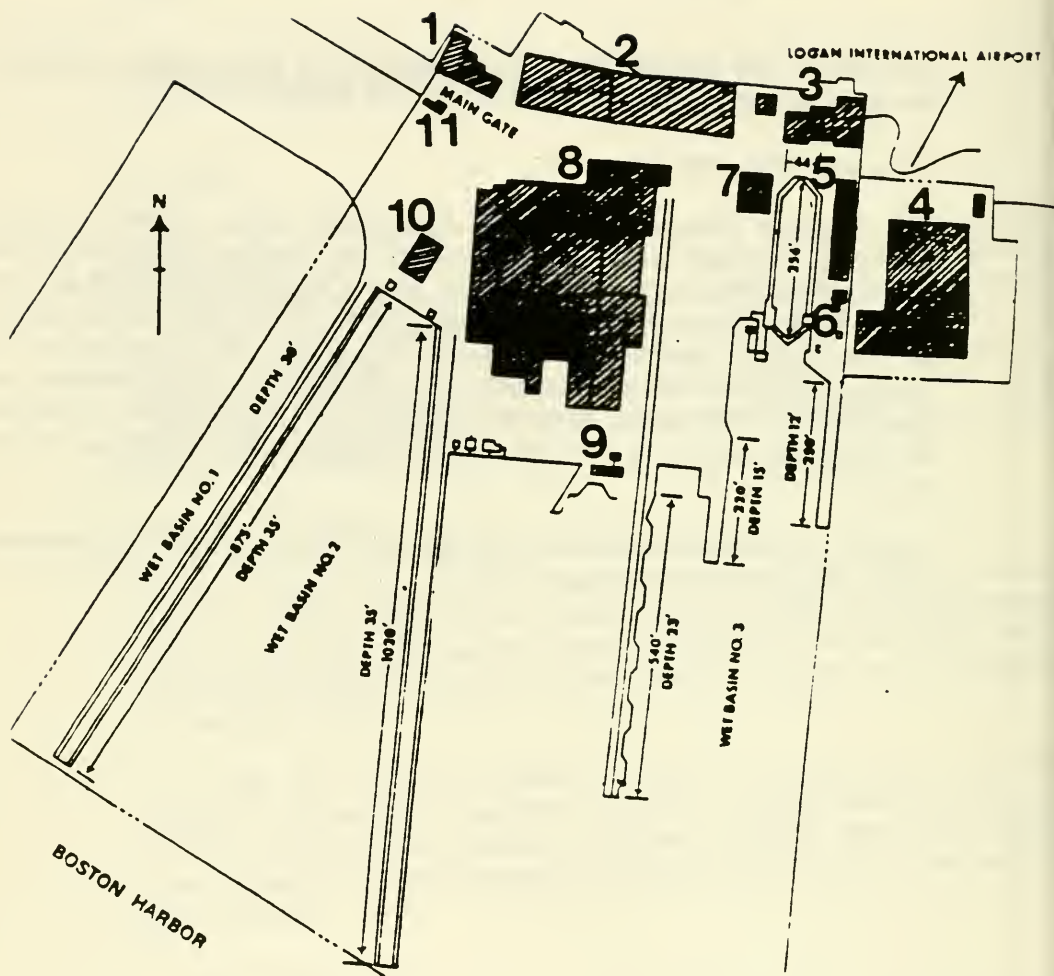 1
2
3
LOGAN INTERNATIONAL AIRPORT
MAIN GATE
11
8
7
44
5
4
10
N
256'
6
DEPTH 30'
9
WET BASIN NO. 1
875'
DEPTH 35'
WET BASIN NO. 2
DEPTH 35'
1020'
540'
DEPTH 23'
220'
DEPTH 15'
DEPTH 12'
290'
WET BASIN NO. 3
BOSTON HARBOR